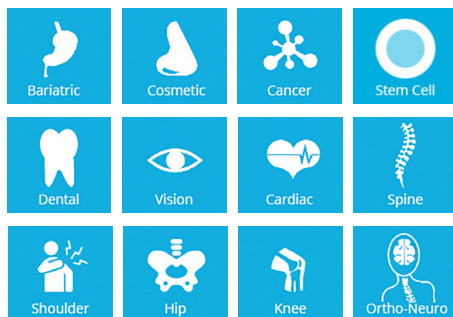 Bariatric
Cosmetic
Cancer
Stem Cell
Dental
Vision
Cardiac
Spine
Shoulder
Hip
Knee
Ortho-Neuro